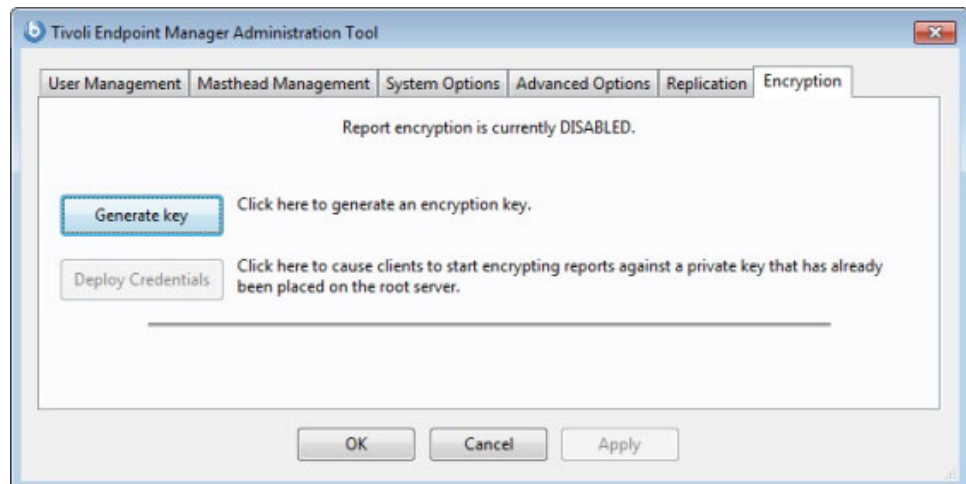 Tivoli Endpoint Manager Administration Tool
User Management Masthead Management System Options Advanced Options Replication Encryption
Report encryption is currently DISABLED.
Generate key
Click here to generate an encryption key.
Deploy Credentials
Click here to cause clients to start encrypting reports against a private key that has already
been placed on the root server.
OK Cancel Apply